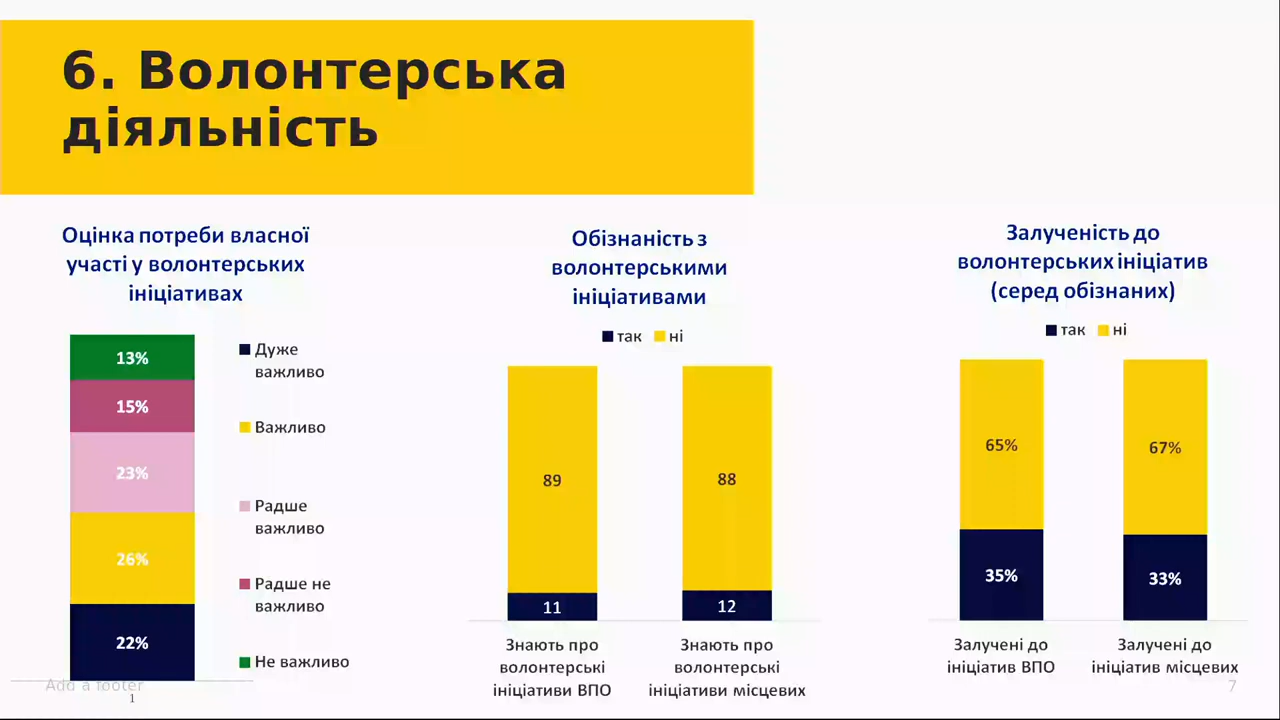 6. Волонтерська
діяльність
Оцінка потреби власної
участі у волонтерських
ініціативах
13%
15%
23%
26%
22%
1
Дуже
важливо
Важливо
Радше
важливо
Радше не
важливо
Не важливо
Add a footer
Обізнаність з
волонтерськими
ініціативами
так ні
89
88
11
12
Знають про
волонтерські
ініціативи ВПО
Знають про
волонтерські
ініціативи місцевих
Залученість до
волонтерських ініціатив
(серед обізнаних)
так ні
65%
67%
35%
33%
Залучені до
ініціатив ВПО
Залучені до
ініціатив місцевих
7